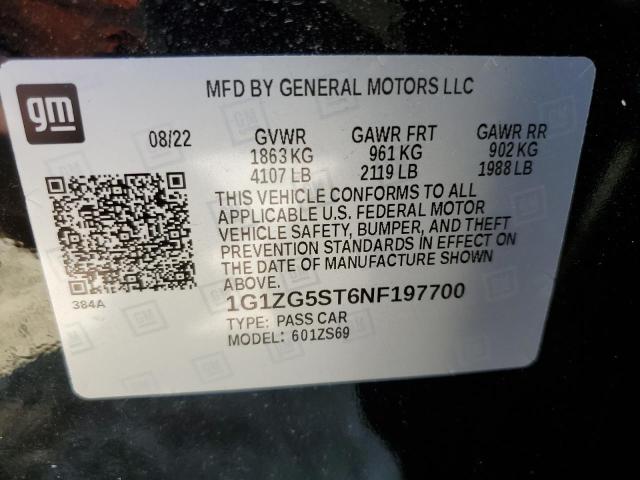 gm
MFD BY GENERAL MOTORS LLC
08/22 GVWR GAWR FRT GAWR RR
1863 KG 961 KG 902 KG
4107 LB 2119 LB 1988 LB
THIS VEHICLE CONFORMS TO ALL
APPLICABLE U.S. FEDERAL MOTOR
VEHICLE SAFETY, BUMPER, AND THEFT
PREVENTION STANDARDS IN EFFECT ON
THE DATE OF MANUFACTURE SHOWN
ABOVE.
384A
1G1ZG5ST6NF197700
TYPE: PASS CAR
MODEL: 601ZS69